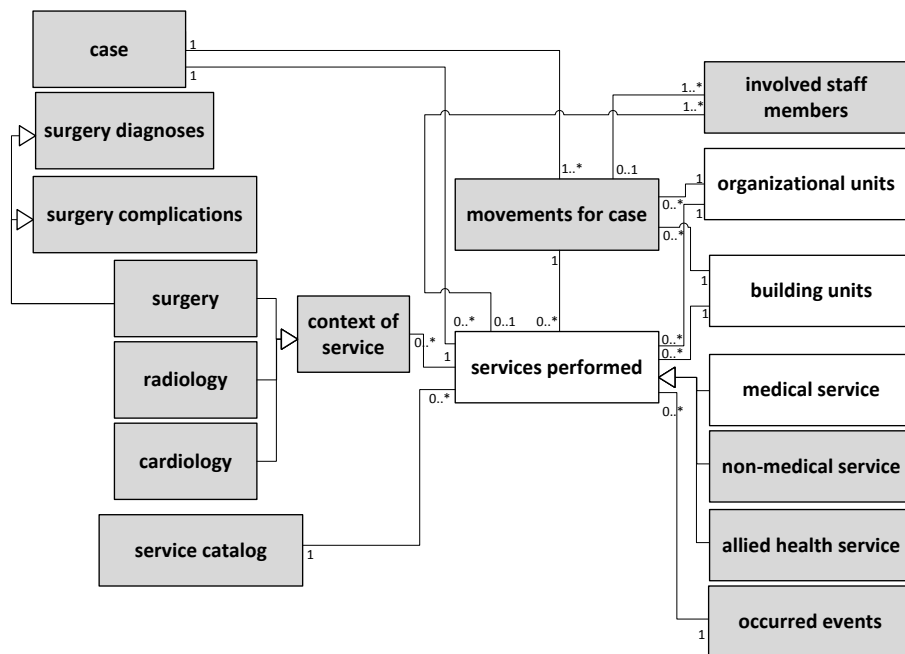 case
1
1
surgery diagnoses
surgery complications
surgery
radiology
cardiology
context of
service
0..*
service catalog
1
1..*
0..1
movements for case
0..*
0..*
1
0..*
0..1
0..*
1
services performed
0..*
0..*
0..*
0..*
1..*
1..*
involved staff
members
1
1
organizational units
1
1
building units
medical service
non-medical service
allied health service
1
occurred events